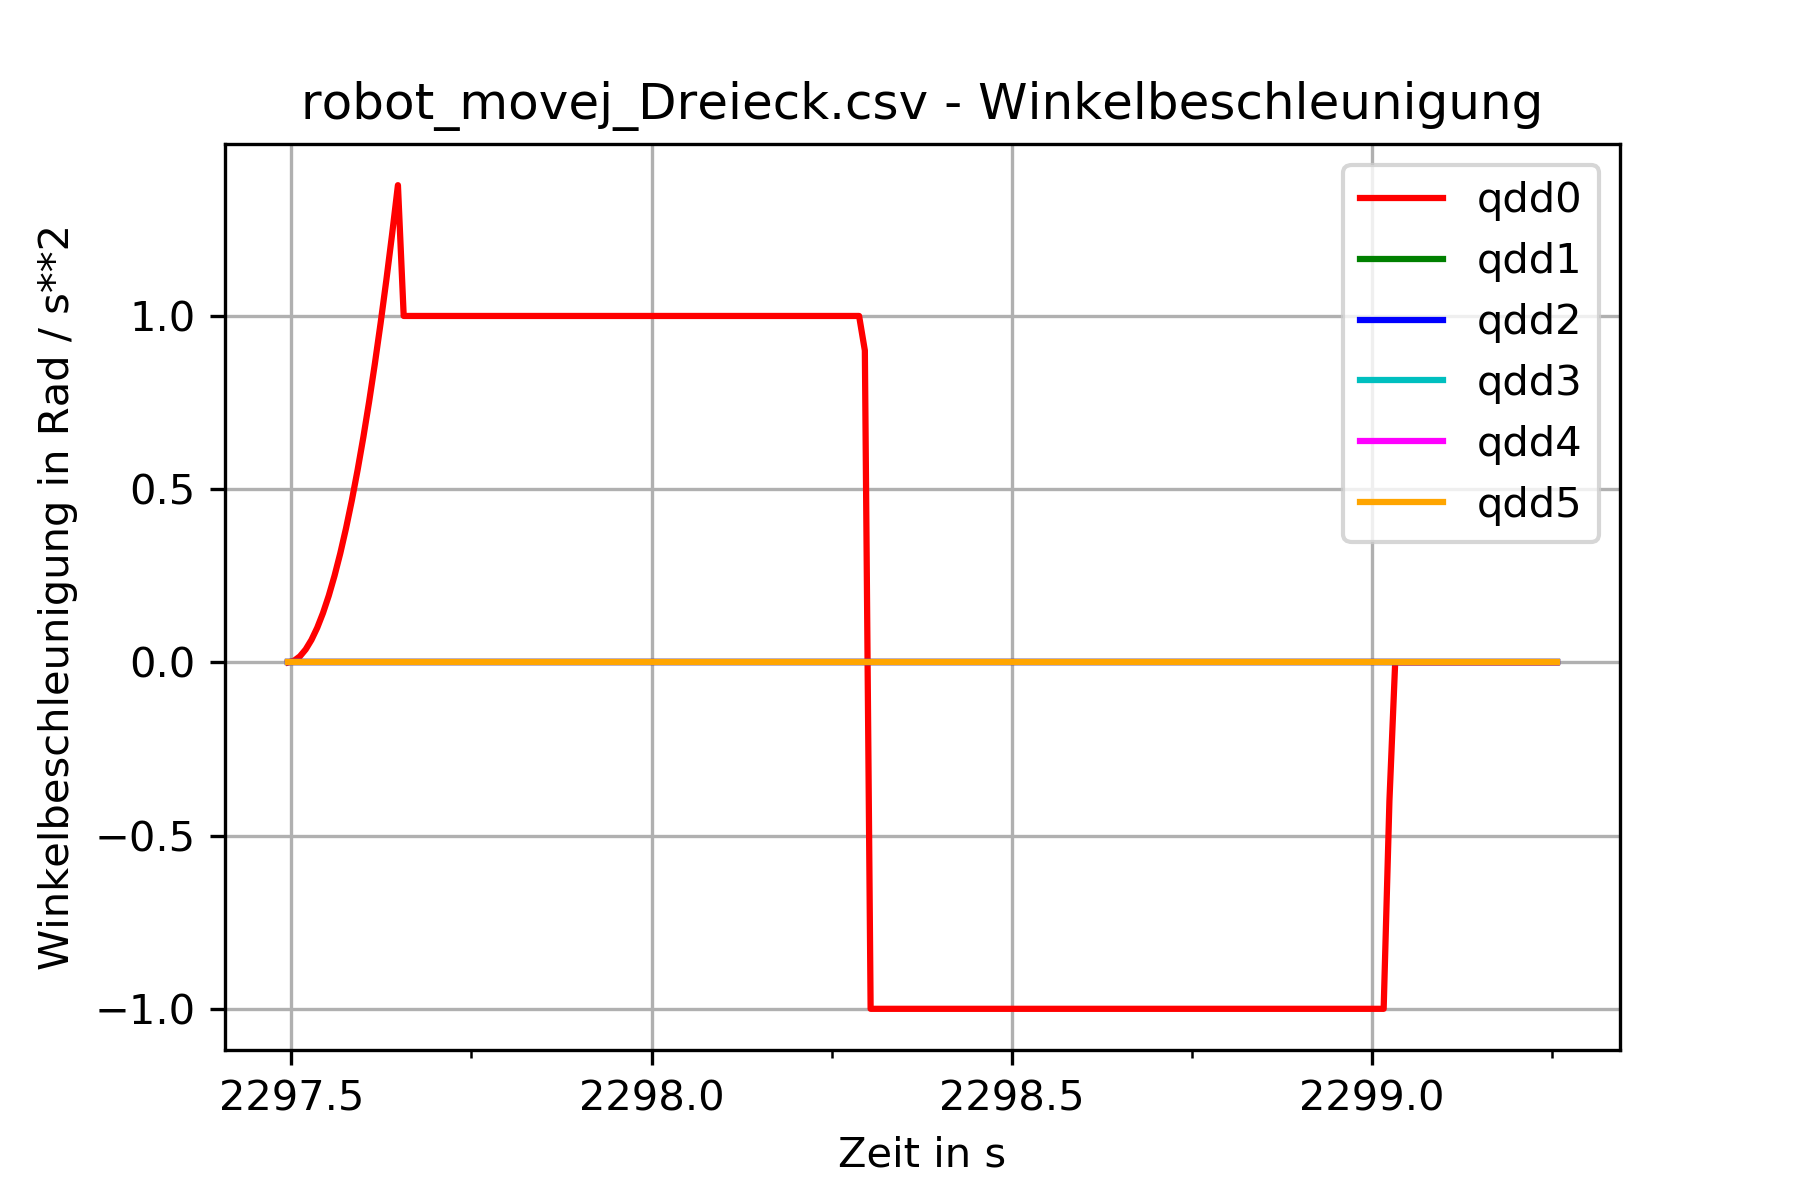 robot_movej_Dreieck.csv - Winkelbeschleunigung
Winkelbeschleunigung in Rad / s**2
1.0
0.5
0.0
−0.5
−1.0
qdd0
qdd1
qdd2
qdd3
qdd4
qdd5
2297.5 2298.0 2298.5 2299.0
Zeit in s